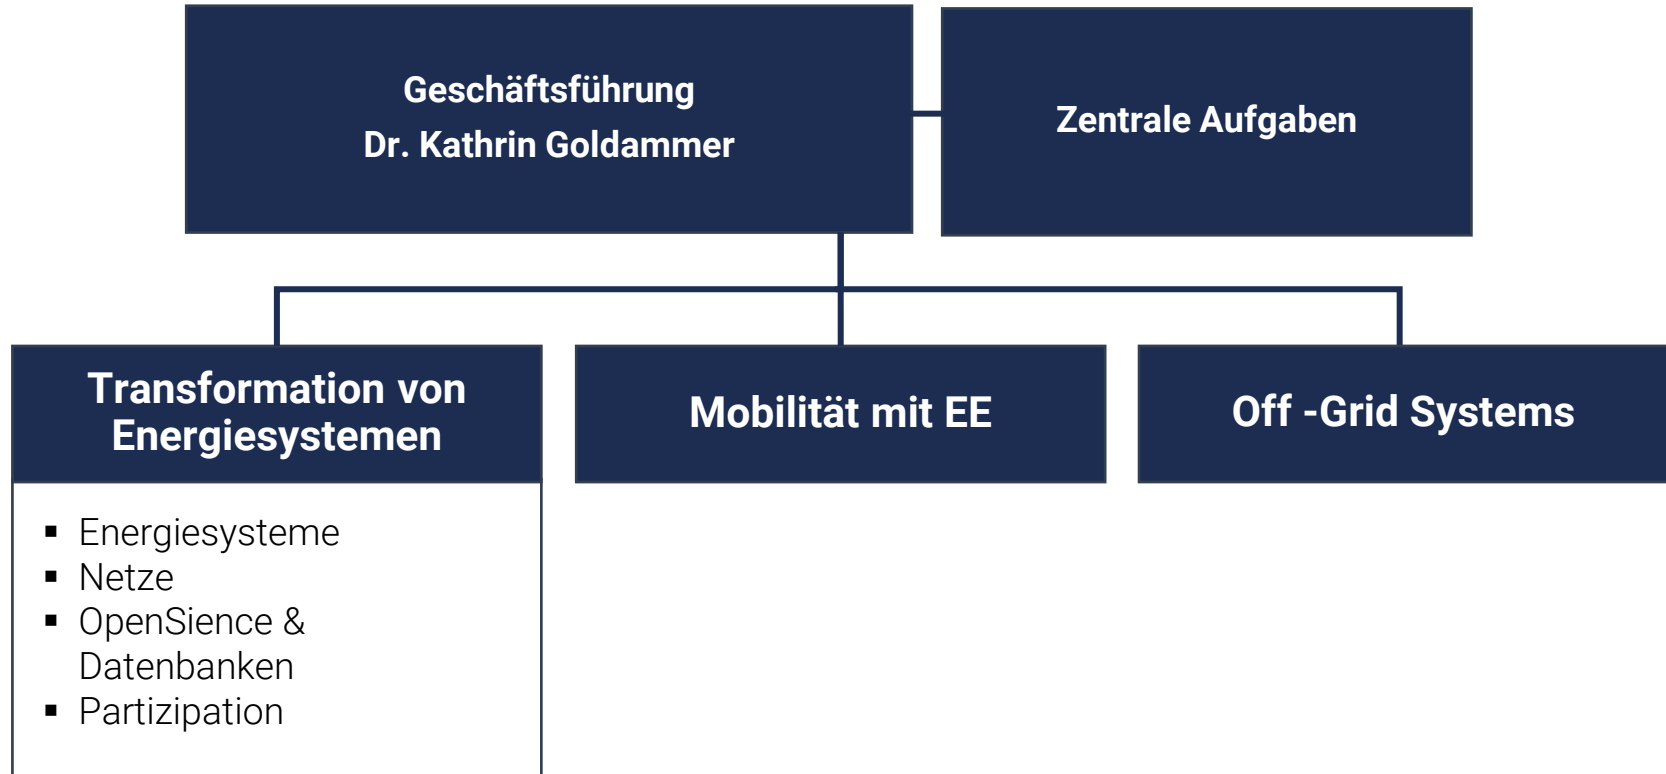 Geschäftsführung
Dr. Kathrin Goldammer
Zentrale Aufgaben
Transformation von
Energiesystemen
Mobilität mit EE
Off -Grid Systems
▪ Energiesysteme
▪ Netze
▪ OpenSience &
Datenbanken
▪ Partizipation